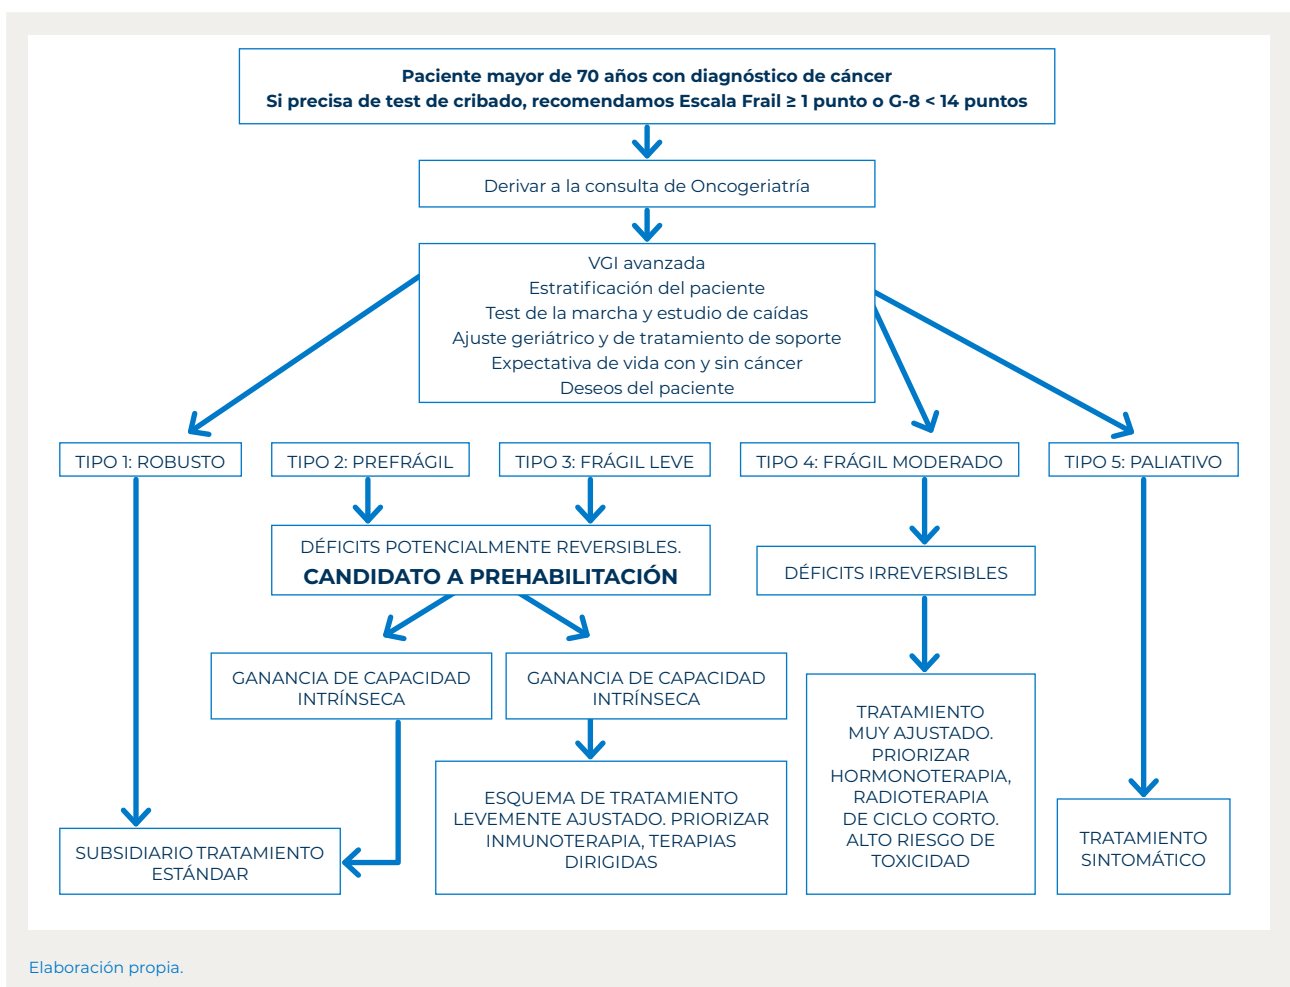 Paciente mayor de 70 años con diagnóstico de cáncer
Si precisa de test de cribado, recomendamos Escala Frail ≥ 1 punto o G-8 < 14 puntos
Derivar a la consulta de Oncogeriatría
VGI avanzada
Estratificación del paciente
Test de la marcha y estudio de caídas
Ajuste geriátrico y de tratamiento de soporte
Expectativa de vida con y sin cáncer
Deseos del paciente
TIPO 1: ROBUSTO
TIPO 2: PREFRÁGIL
TIPO 3: FRÁGIL LEVE
TIPO 4: FRÁGIL MODERADO
TIPO 5: PALIATIVO
DÉFICITS POTENCIALMENTE REVERSIBLES.
CANDIDATO A PREHABILITACIÓN
DÉFICITS IRREVERSIBLES
GANANCIA DE CAPACIDAD
INTRÍNSECA
GANANCIA DE CAPACIDAD
INTRÍNSECA
SUBSIDIARIO TRATAMIENTO
ESTÁNDAR
ESQUEMA DE TRATAMIENTO
LEVEMENTE AJUSTADO. PRIORIZAR
INMUNOTERAPIA, TERAPIAS
DIRIGIDAS
TRATAMIENTO
MUY AJUSTADO.
PRIORIZAR
HORMONOTERAPIA,
RADIOTERAPIA
DE CICLO CORTO.
ALTO RIESGO DE
TOXICIDAD
TRATAMIENTO
SINTOMÁTICO
Elaboración propia.